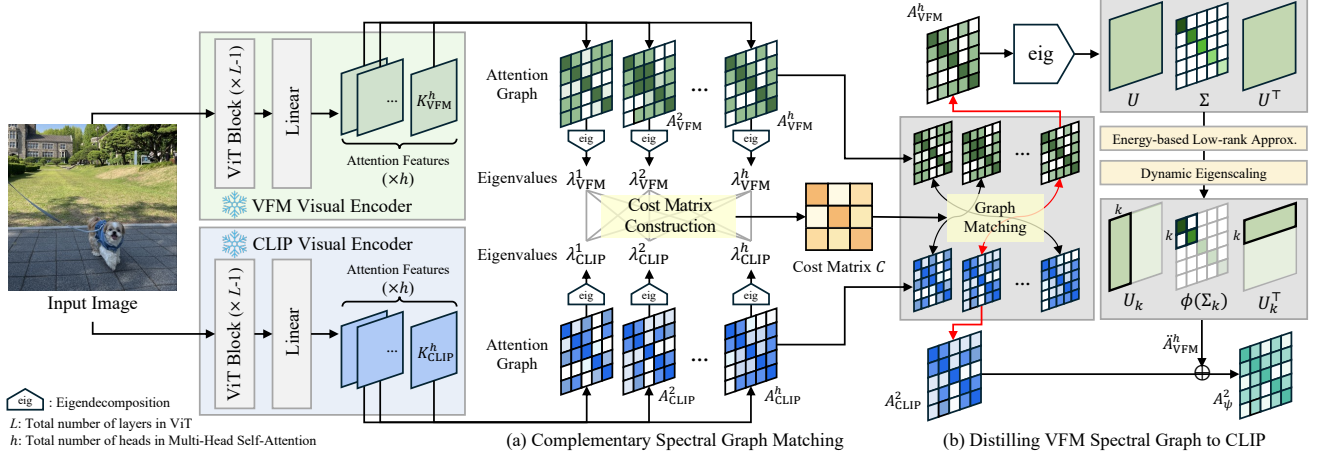 ViT Block (× L-1)
Linear
...
K^h_VFM
Attention Features
(×h)
VFM Visual Encoder
Input Image
CLIP Visual Encoder
ViT Block (× L-1)
Linear
Attention Features
(×h)
...
K^h_CLIP
eig : Eigendecomposition
L: Total number of layers in ViT
h: Total number of heads in Multi-Head Self-Attention
Attention
Graph
...
A^2_VFM
A^h_VFM
eig
eig
eig
Eigenvalues
λ^1_VFM
λ^2_VFM
λ^h_VFM
Cost Matrix
Construction
Eigenvalues
λ^1_CLIP
λ^2_CLIP
λ^h_CLIP
eig
eig
eig
Attention
Graph
...
A^2_CLIP
A^h_CLIP
Cost Matrix C
(a) Complementary Spectral Graph Matching
A^h_VFM
eig
U
Σ
U^⊤
...
Graph
Matching
...
Energy-based Low-rank Approx.
Dynamic Eigenscaling
k
k
k
U_k
ϕ(Σ_k)
U^⊤_k
Ä^h_VFM
A^2_CLIP
A^2_ψ
(b) Distilling VFM Spectral Graph to CLIP